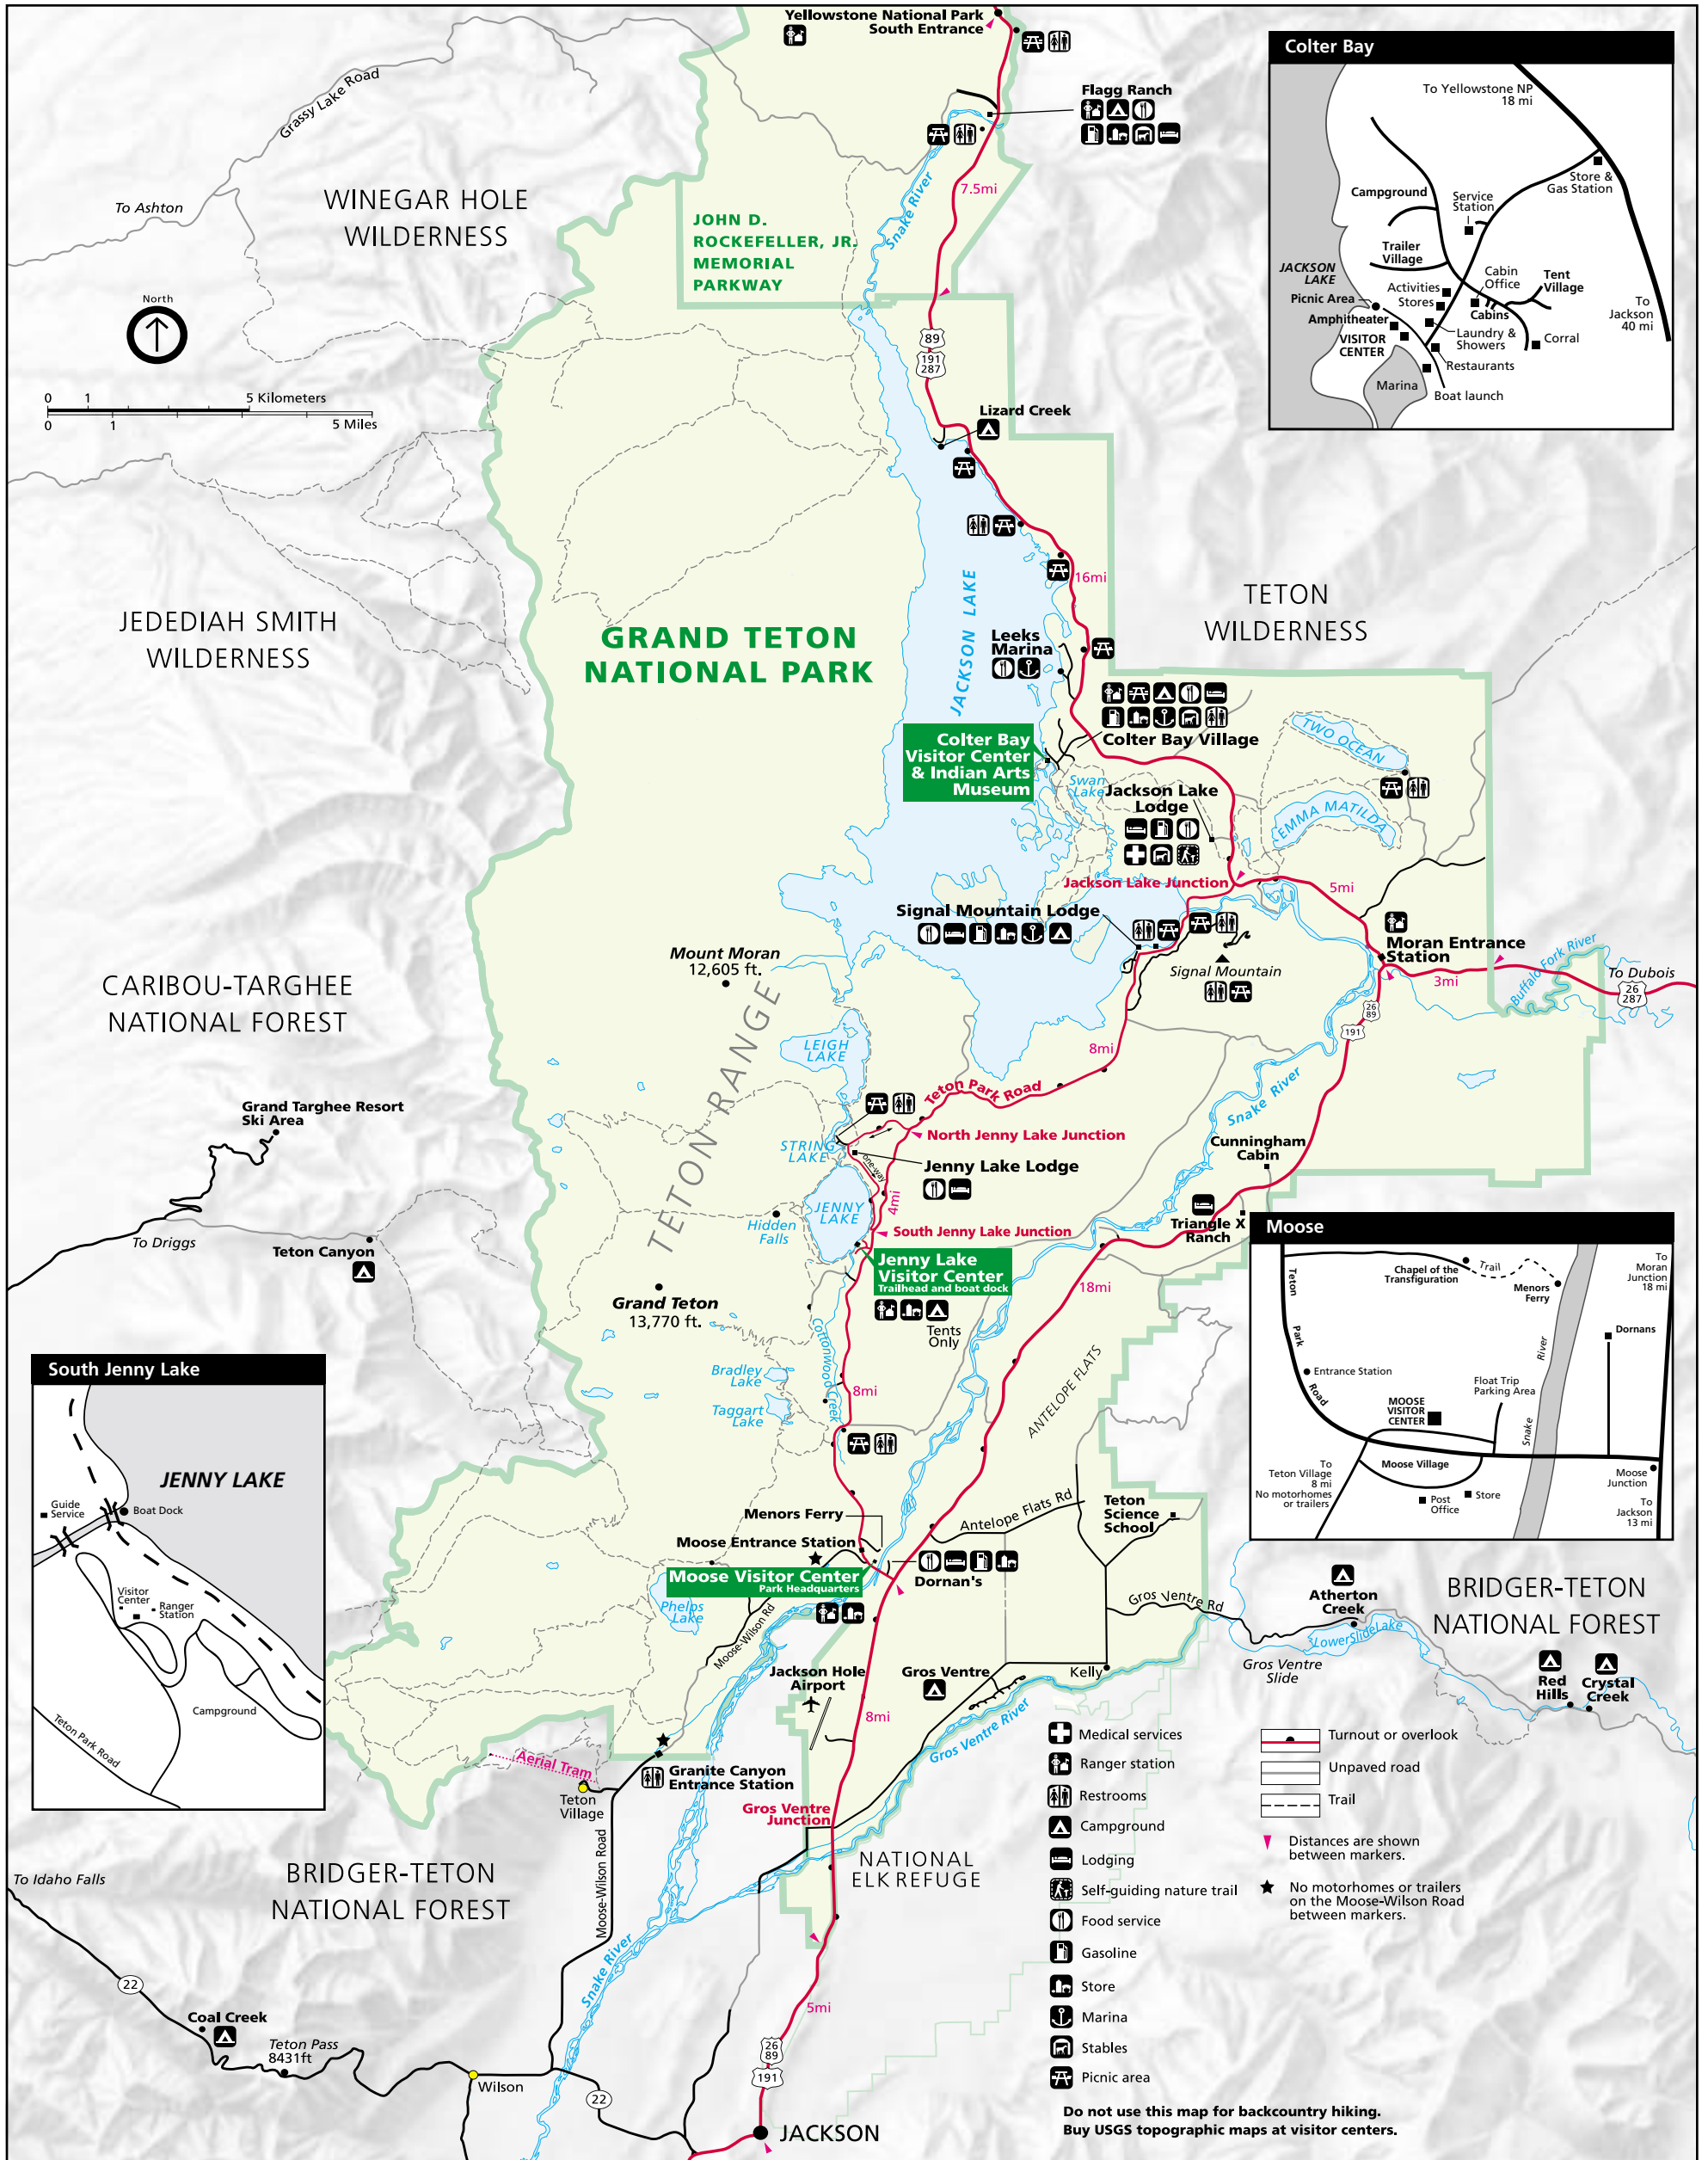 Yellowstone National Park
South Entrance
Colter Bay
To Yellowstone NP
18 mi
Store &
Gas Station
Campground
Service
Station
Trailer
Village
JACKSON
LAKE
Cabin
Office
Tent
Village
Activities
Picnic Area
Stores
To
Jackson
40 mi
Amphitheater
Cabins
VISITOR
CENTER
Laundry &
Showers
Corral
Restaurants
Marina
Boat launch
Grassy Lake Road
Flagg Ranch
WINEGAR HOLE
WILDERNESS
To Ashton
Snake River
7.5mi
JOHN D.
ROCKEFELLER, JR.
MEMORIAL
PARKWAY
North
0 1 5 Kilometers
0 1 5 Miles
89
191
287
Lizard Creek
16mi
JACKSON LAKE
JEDEDIAH SMITH
WILDERNESS
GRAND TETON
NATIONAL PARK
TETON
WILDERNESS
Leeks
Marina
Colter Bay
Visitor Center
& Indian Arts
Museum
Colter Bay Village
TWO OCEAN
Swan
Lake
Jackson Lake
Lodge
EMMA MATILDA
Jackson Lake Junction
5mi
Signal Mountain Lodge
Moran Entrance
Station
Signal Mountain
Buffalo Fork River
3mi
To Dubois
26
287
Mount Moran
12,605 ft.
CARIBOU-TARGHEE
NATIONAL FOREST
26
89
191
LEIGH
LAKE
8mi
TETON RANGE
Teton Park Road
Snake River
Grand Targhee Resort
Ski Area
North Jenny Lake Junction
STRING
LAKE
one-way
Jenny Lake Lodge
Cunningham
Cabin
4mi
JENNY
LAKE
Hidden
Falls
South Jenny Lake Junction
Triangle X
Ranch
To Driggs
Teton Canyon
Jenny Lake
Visitor Center
Trailhead and boat dock
Tents
Only
18mi
Grand Teton
13,770 ft.
Cottonwood Creek
ANTELOPE FLATS
Bradley
Lake
Taggart
Lake
8mi
Moose
Teton
Park
Road
Chapel of the
Transfiguration
Trail
Menors
Ferry
To
Moran
Junction
18 mi
Dornans
River
Entrance Station
Float Trip
Parking Area
MOOSE
VISITOR
CENTER
Snake
To
Teton Village
8 mi
No motorhomes
or trailers
Moose Village
Moose
Junction
Post
Office
Store
To
Jackson
13 mi
South Jenny Lake
JENNY LAKE
Guide
Service
Boat Dock
Visitor
Center
Ranger
Station
Campground
Teton Park Road
Menors Ferry
Antelope Flats Rd
Teton
Science
School
Moose Entrance Station
Moose Visitor Center
Park Headquarters
Dornan's
Phelps
Lake
Moose-Wilson Rd
Gros Ventre Rd
Atherton
Creek
BRIDGER-TETON
NATIONAL FOREST
LowerSlideLake
Gros Ventre
Slide
Red
Hills
Crystal
Creek
Jackson Hole
Airport
Gros Ventre
Kelly
8mi
Gros Ventre River
Aerial Tram
Granite Canyon
Entrance Station
Teton
Village
Gros Ventre
Junction
Moose-Wilson Road
NATIONAL
ELK REFUGE
BRIDGER-TETON
NATIONAL FOREST
To Idaho Falls
Snake River
22
Coal Creek
Teton Pass
8431ft
Wilson
22
5mi
26
89
191
JACKSON
Medical services
Ranger station
Restrooms
Campground
Lodging
Self-guiding nature trail
Food service
Gasoline
Store
Marina
Stables
Picnic area
Turnout or overlook
Unpaved road
Trail
Distances are shown
between markers.
No motorhomes or trailers
on the Moose-Wilson Road
between markers.
Do not use this map for backcountry hiking.
Buy USGS topographic maps at visitor centers.